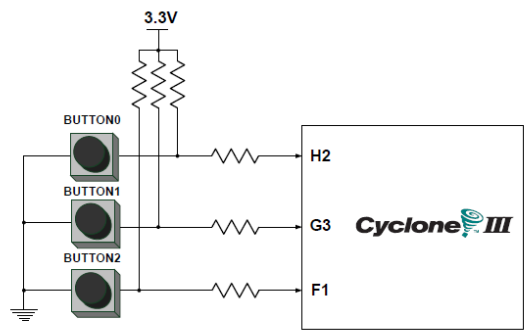 3.3V
BUTTON0
H2
BUTTON1
G3
Cyclone III
BUTTON2
F1